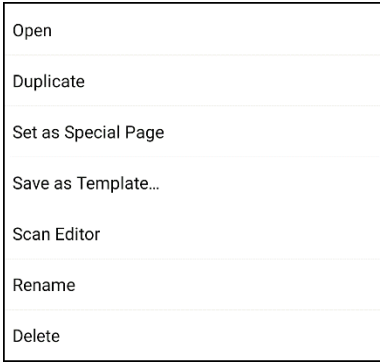 Open
Duplicate
Set as Special Page
Save as Template...
Scan Editor
Rename
Delete